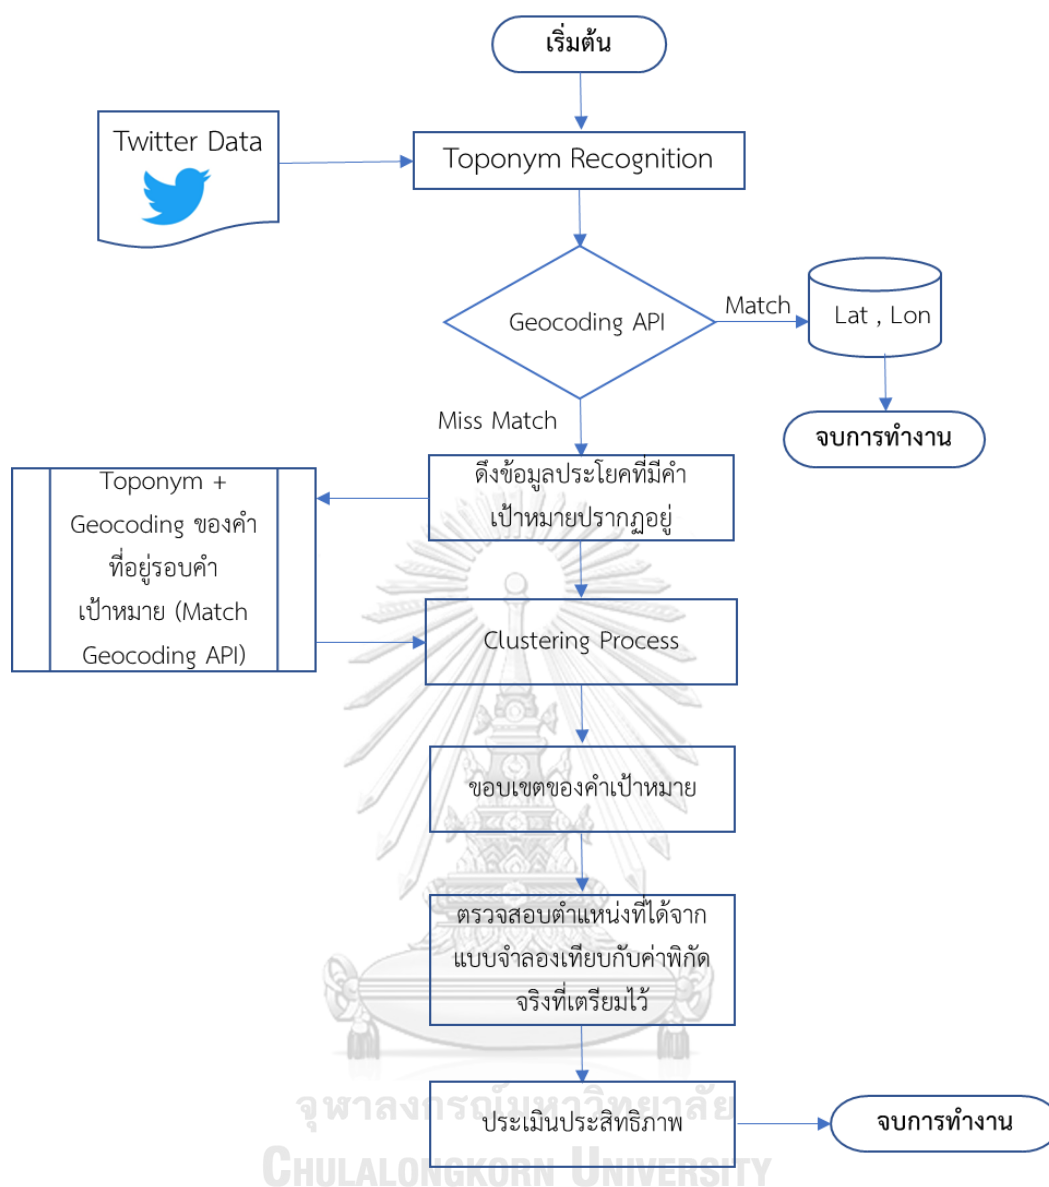 เริ่มต้น
Twitter Data
Toponym Recognition
Geocoding API
Match
Lat , Lon
จบการทำงาน
Miss Match
ดึงข้อมูลประโยคที่มีคำ
เป้าหมายปรากฏอยู่
Toponym +
Geocoding ของคำ
ที่อยู่รอบคำ
เป้าหมาย (Match
Geocoding API)
Clustering Process
ขอบเขตของคำเป้าหมาย
ตรวจสอบตำแหน่งที่ได้จาก
แบบจำลองเทียบกับค่าพิกัด
จริงที่เตรียมไว้
ประเมินประสิทธิภาพ
จบการทำงาน
จุฬาลงกรณ์มหาวิทยาลัย
CHULALONGKORN UNIVERSITY